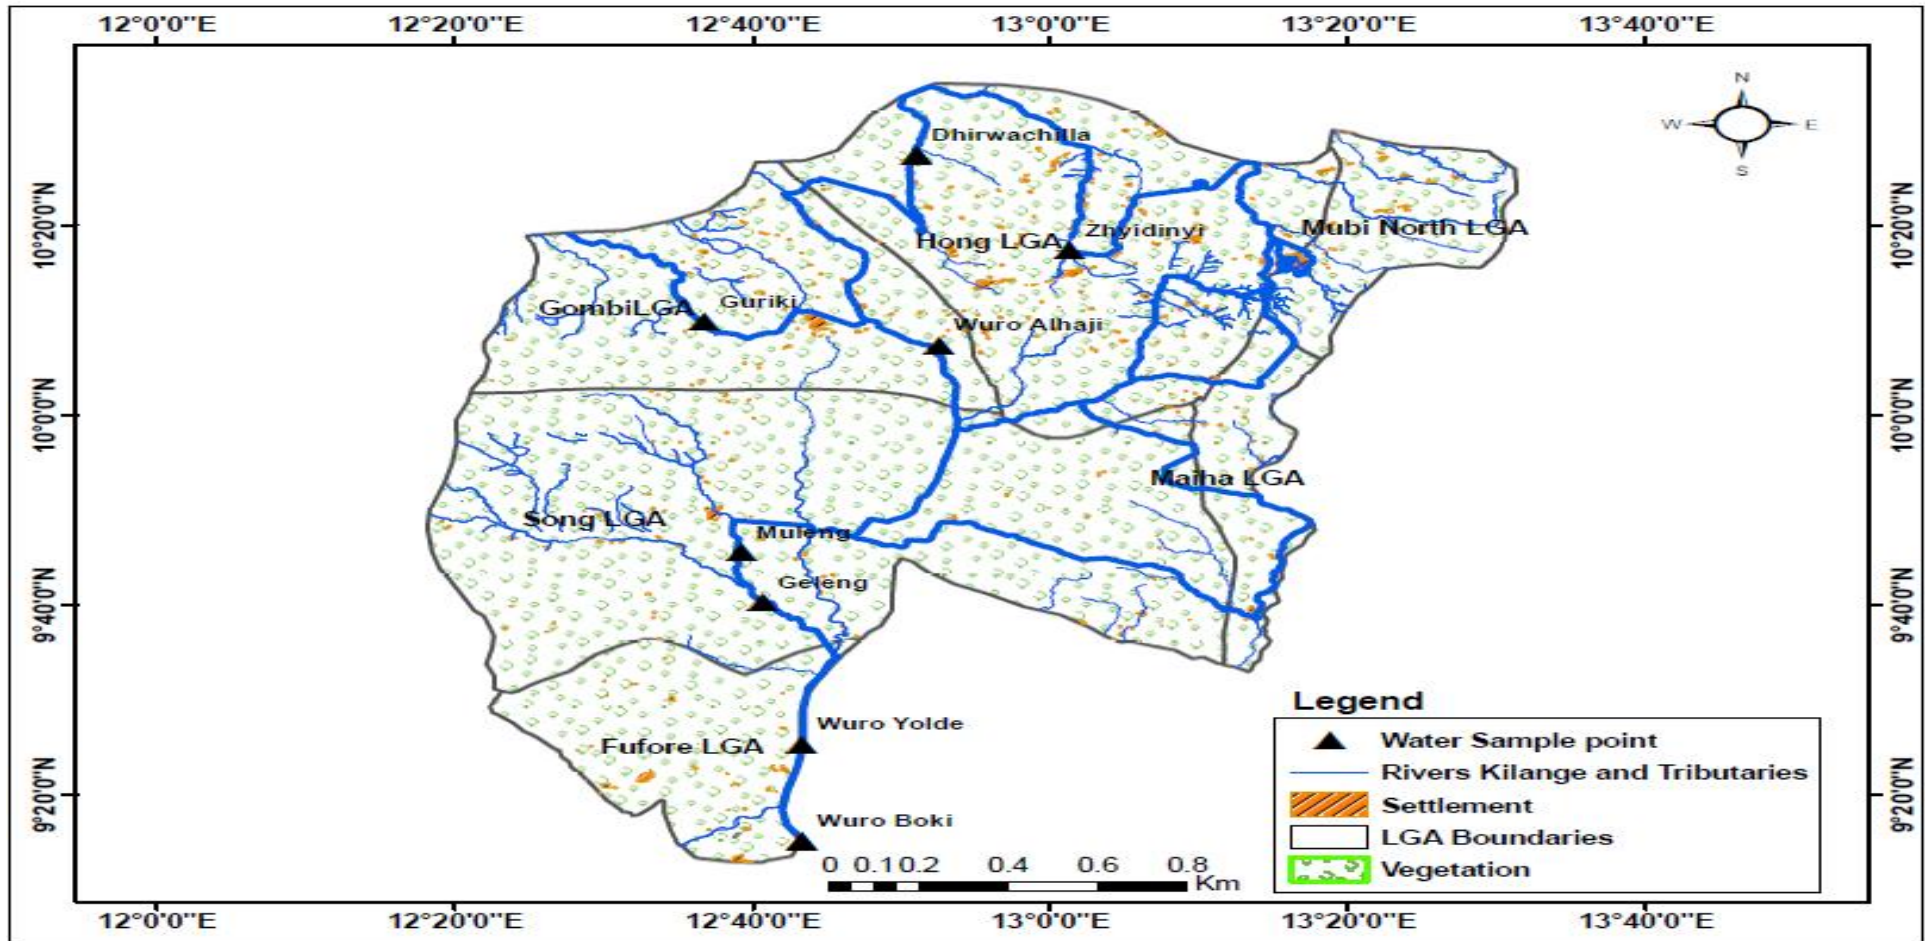 12°0'0"E 12°20'0"E 12°40'0"E 13°0'0"E 13°20'0"E 13°40'0"E
N
W E
S
Dhirwachilla
10°20'0"N 10°20'0"N
Hong LGA Zhyidinyi Mubi North LGA
GombiLGA Guriki
Wuro Alhaji
10°0'0"N 10°0'0"N
Maiha LGA
Song LGA
Muleng
Geleng
9°40'0"N 9°40'0"N
Legend
Wuro Yolde
Fufore LGA
Water Sample point
Rivers Kilange and Tributaries
9°20'0"N 9°20'0"N
Settlement
Wuro Boki
LGA Boundaries
Vegetation
0 0.1 0.2 0.4 0.6 0.8
Km
12°0'0"E 12°20'0"E 12°40'0"E 13°0'0"E 13°20'0"E 13°40'0"E